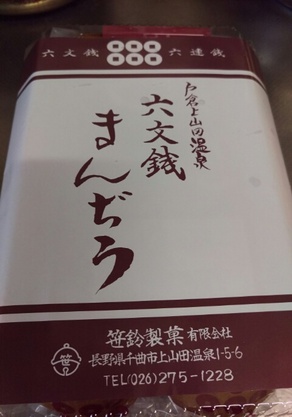 六文銭 六連銭
戸倉上山田温泉
六文銭
まんぢう
笹
笹鈴製菓有限会社
長野県千曲市上山田温泉1-5-6
TEL(026)275-1228